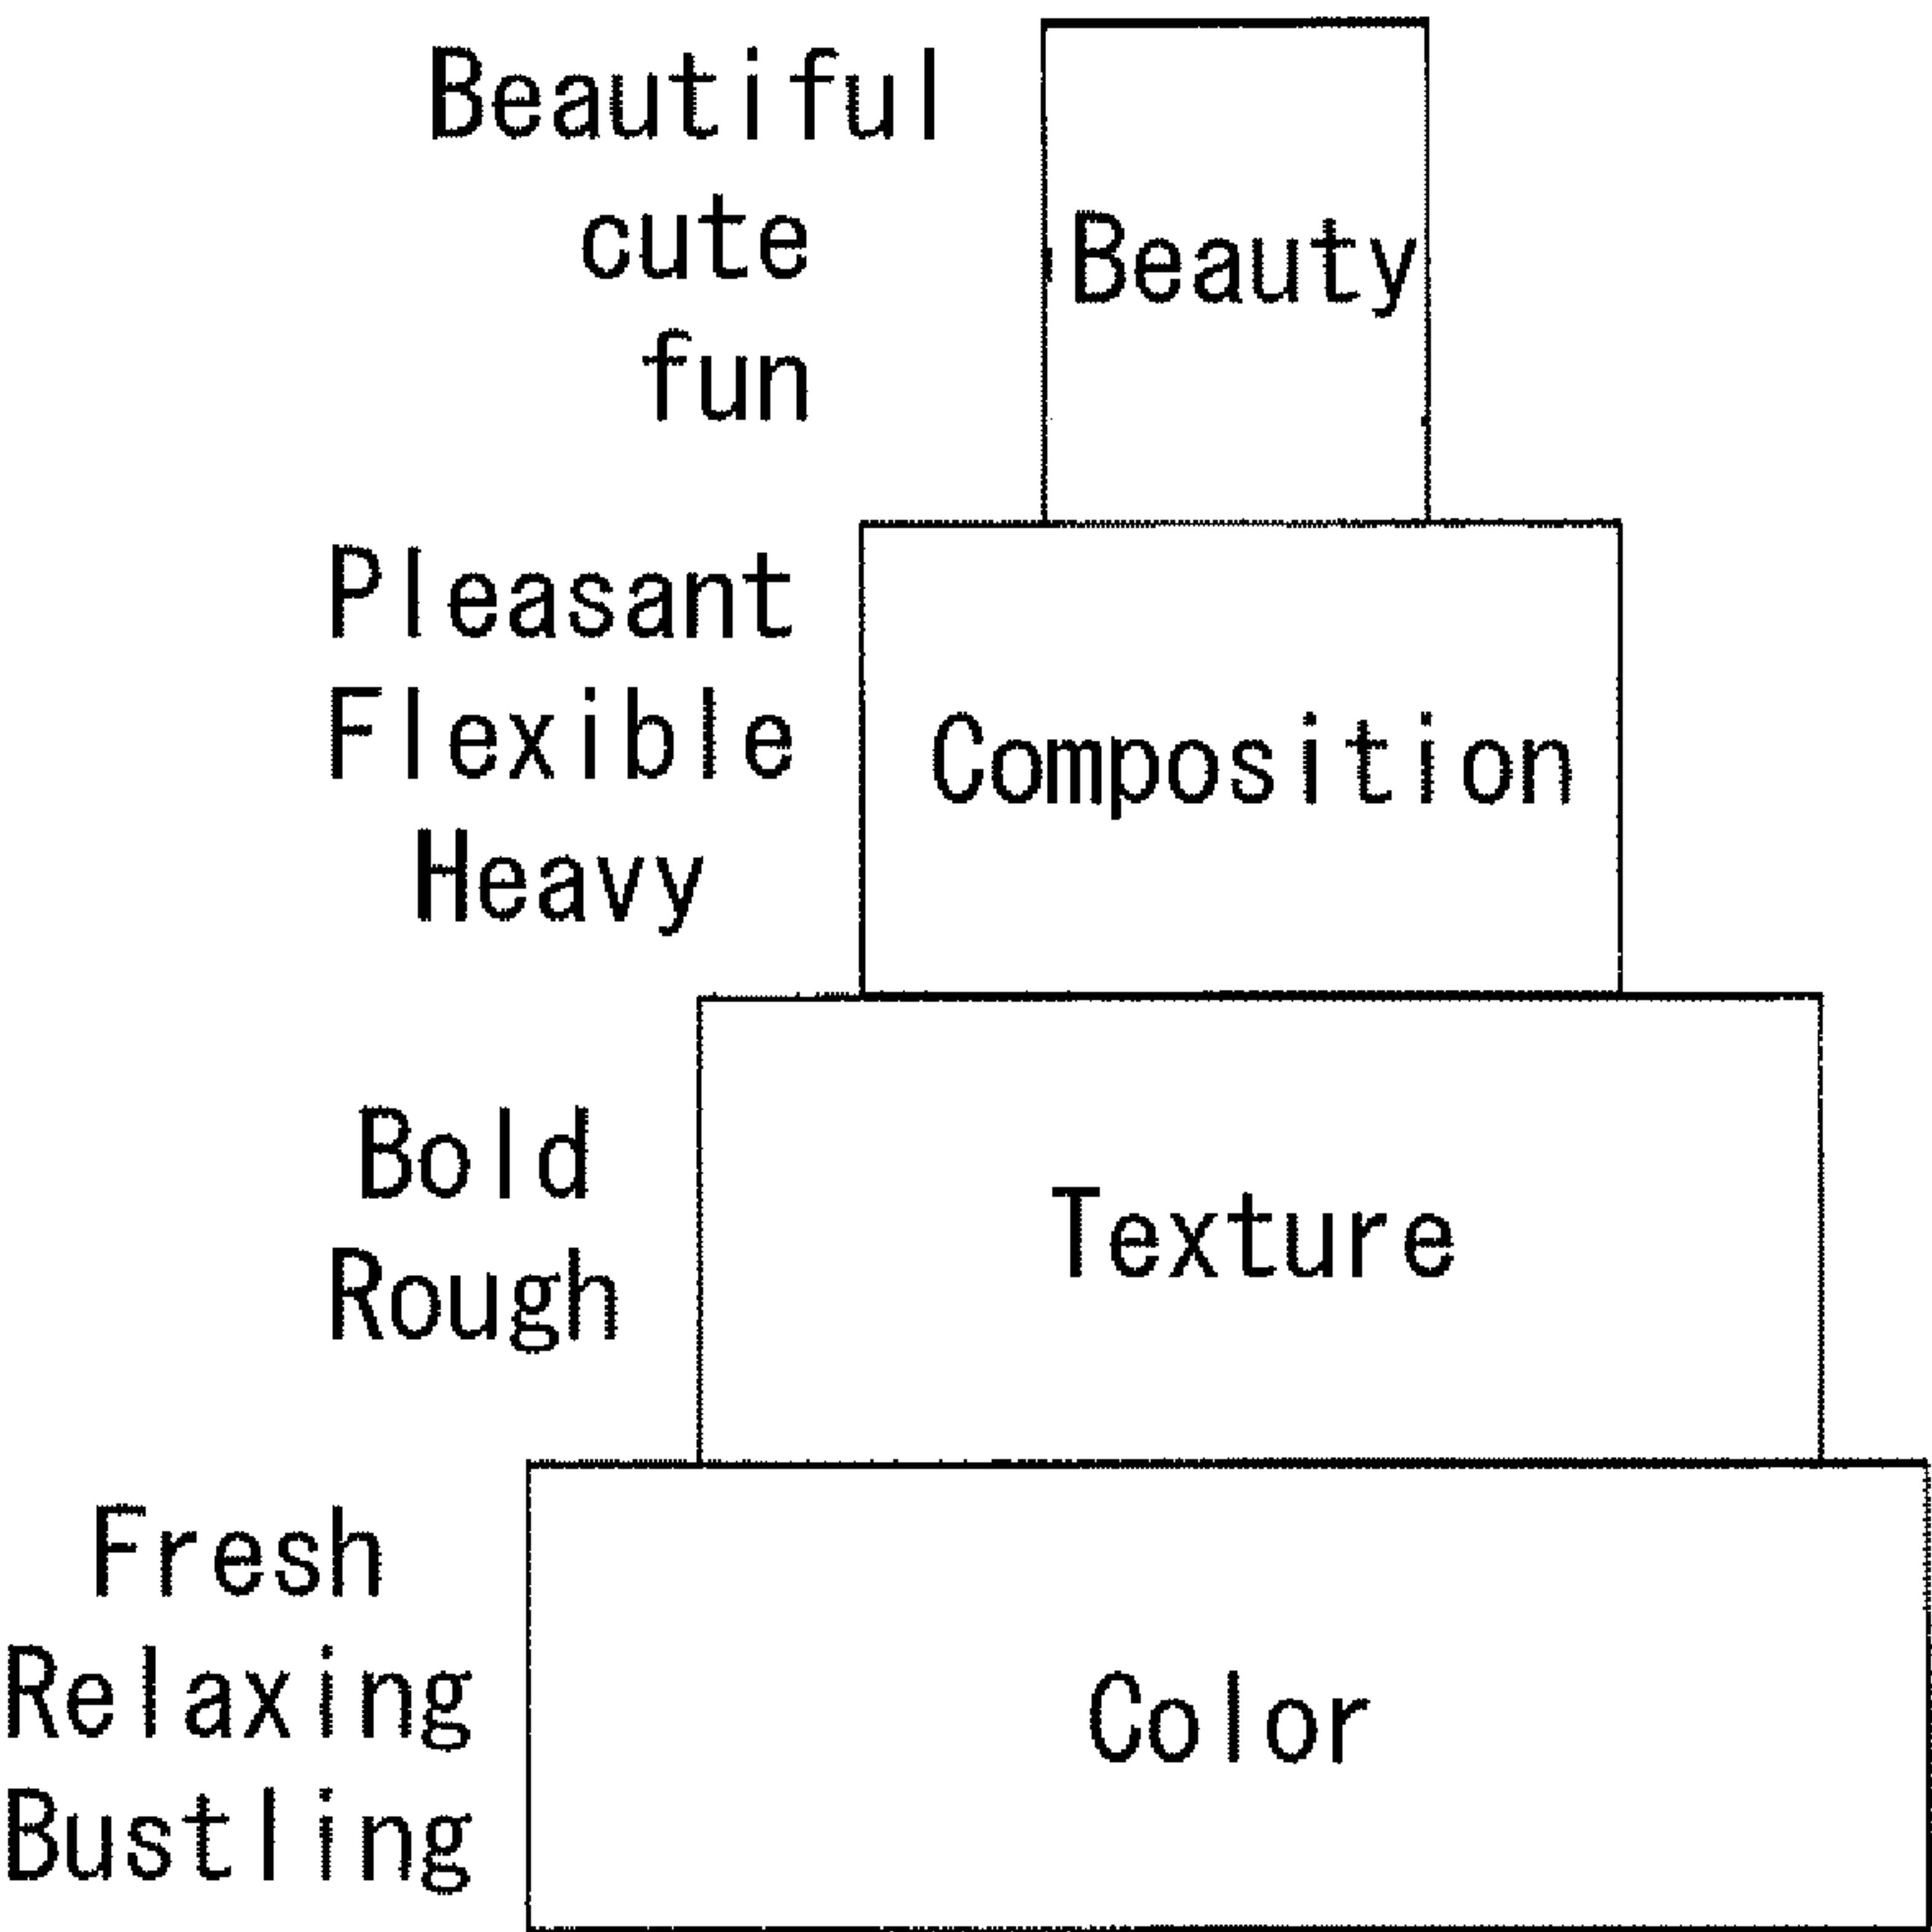 Beautiful
cute
fun
Beauty
Pleasant
Flexible
Heavy
Composition
Bold
Rough
Texture
Fresh
Relaxing
Bustling
Color